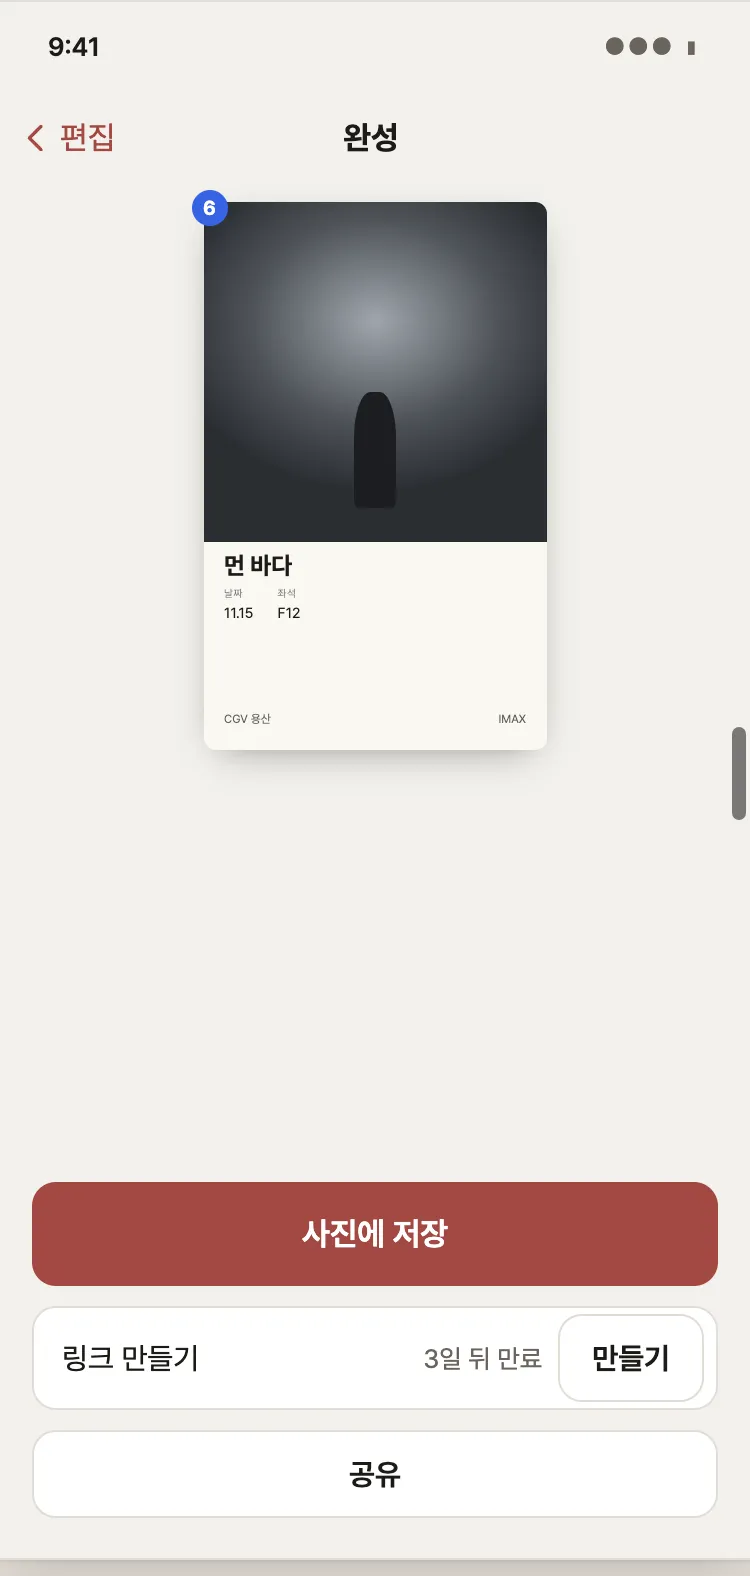 9:41
편집
완성
6
먼 바다
날짜 좌석
11.15 F12
CGV 용산 IMAX
사진에 저장
링크 만들기 3일 뒤 만료 만들기
공유